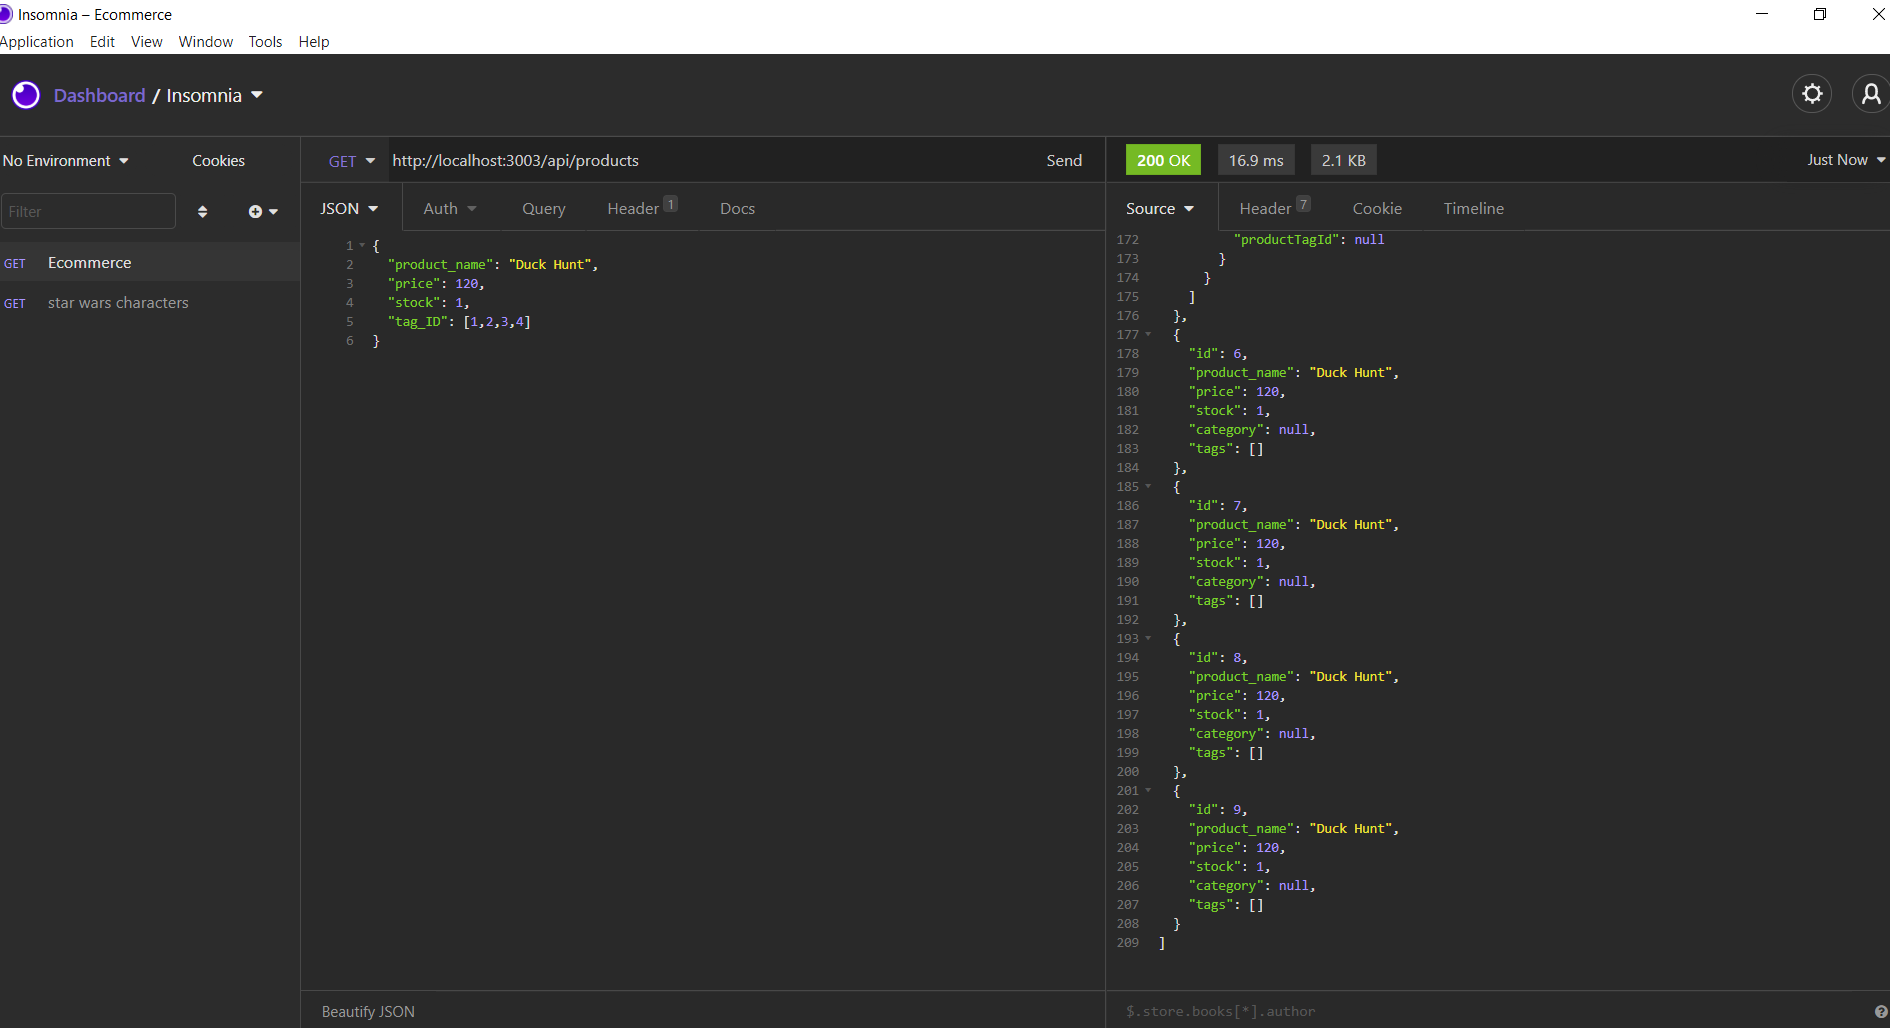 Insomnia – Ecommerce
Application Edit View Window Tools Help
Dashboard / Insomnia
No Environment Cookies
GET http://localhost:3003/api/products Send
200 OK 16.9 ms 2.1 KB Just Now
Filter
JSON Auth Query Header 1 Docs
Source Header 7 Cookie Timeline
GET Ecommerce
GET star wars characters
1 {
2 "product_name": "Duck Hunt",
3 "price": 120,
4 "stock": 1,
5 "tag_ID": [1,2,3,4]
6 }
172 "productTagId": null
173 }
174 }
175 ]
176 },
177 {
178 "id": 6,
179 "product_name": "Duck Hunt",
180 "price": 120,
181 "stock": 1,
182 "category": null,
183 "tags": []
184 },
185 {
186 "id": 7,
187 "product_name": "Duck Hunt",
188 "price": 120,
189 "stock": 1,
190 "category": null,
191 "tags": []
192 },
193 {
194 "id": 8,
195 "product_name": "Duck Hunt",
196 "price": 120,
197 "stock": 1,
198 "category": null,
199 "tags": []
200 },
201 {
202 "id": 9,
203 "product_name": "Duck Hunt",
204 "price": 120,
205 "stock": 1,
206 "category": null,
207 "tags": []
208 }
209 ]
Beautify JSON
$.store.books[*].author